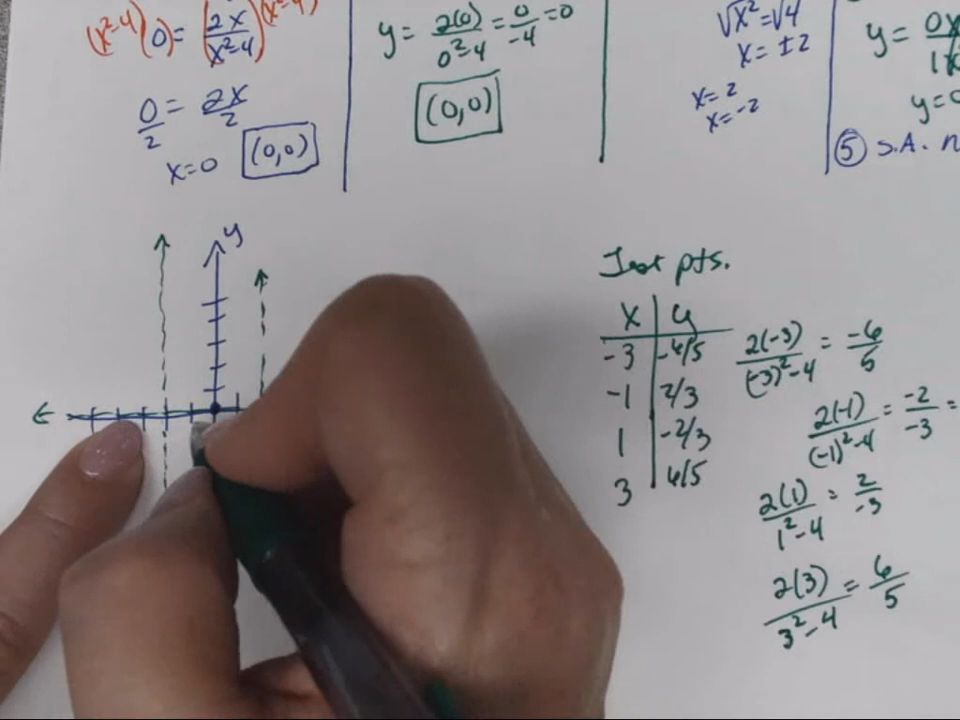 (x²-4)(0) = (2x/x²-4)(x²-4)
0/2 = 2x/2
x=0 (0,0)
y = 2(0)/0²-4 = 0/-4 = 0
(0,0)
√x² = √4
x = ±2
x = 2
x = -2
y = 0x
y = 0
⑤ S.A.
y
Test pts.
x y
-3 -6/5
-1 2/3
1 -2/3
3 6/5
2(-3)/(-3)²-4 = -6/5
2(-1)/(-1)²-4 = -2/-3 =
2(1)/1²-4 = 2/-3
2(3)/3²-4 = 6/5